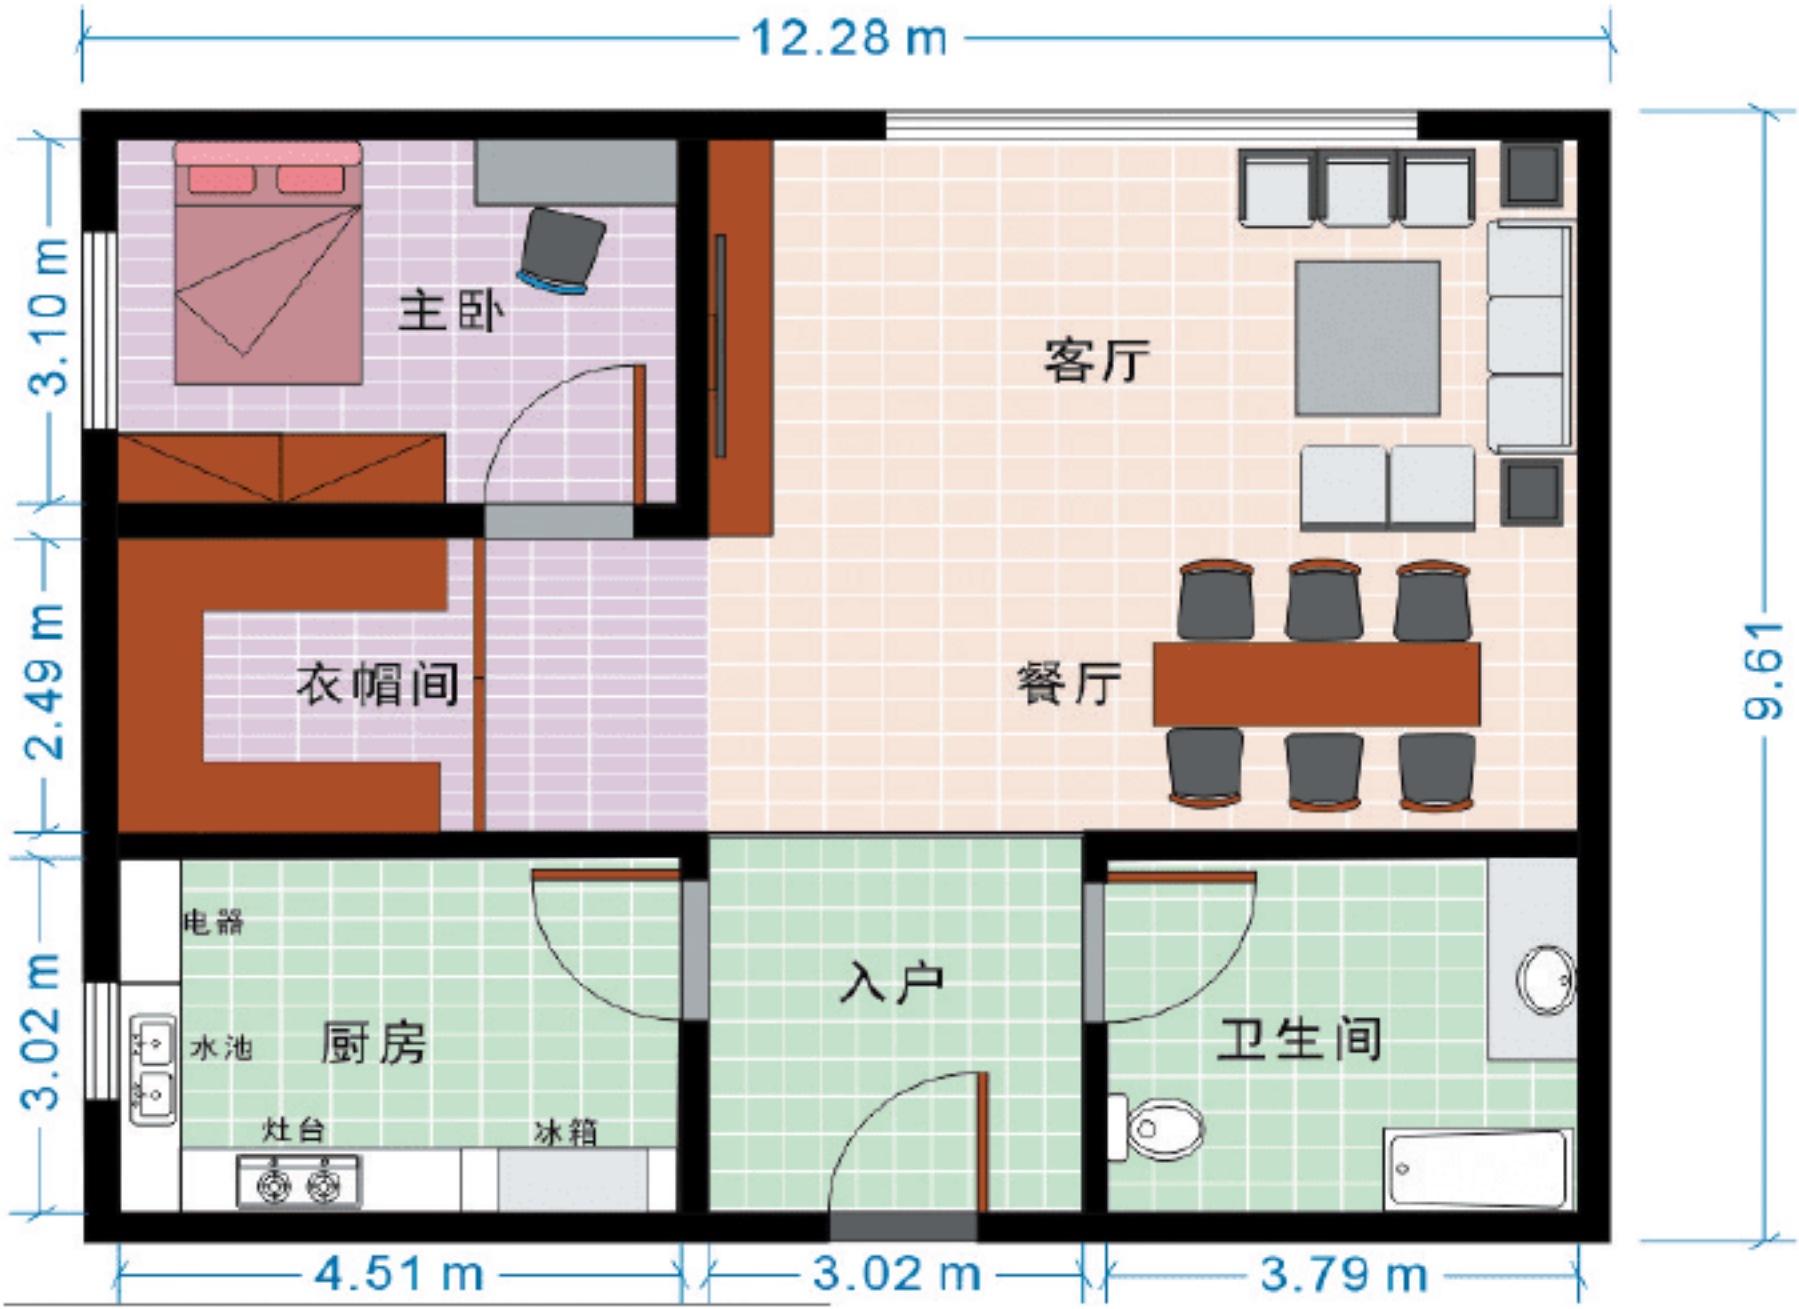 12.28 m
3.10 m
主卧
客厅
2.49 m
衣帽间
餐厅
9.61
电器
入户
3.02 m
水池
厨房
卫生间
灶台
冰箱
4.51 m
3.02 m
3.79 m